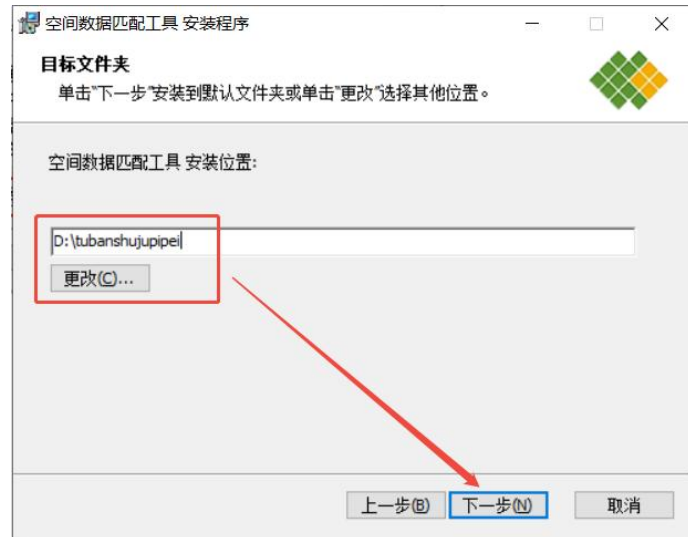 空间数据匹配工具 安装程序
目标文件夹
单击"下一步"安装到默认文件夹或单击"更改"选择其他位置。
空间数据匹配工具 安装位置:
D:\tubanshujupipei
更改(C)...
上一步(B) 下一步(N) 取消